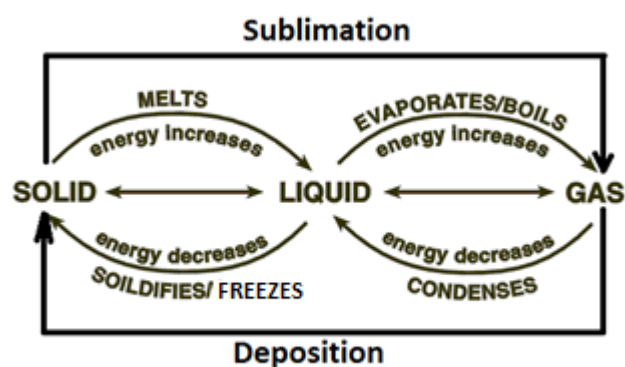 Sublimation
MELTS
energy increases
EVAPORATES/BOILS
energy increases
SOLID
LIQUID
GAS
energy decreases
SOILDIFIES/ FREEZES
energy decreases
CONDENSES
Deposition